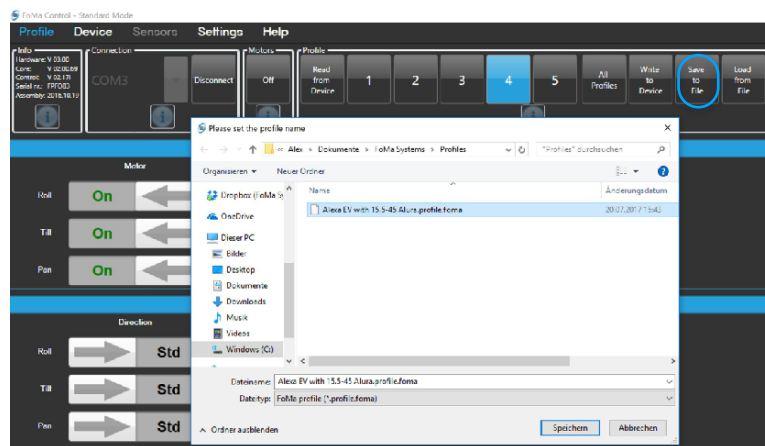 FoMa Control - Standard Mode
Profile Device Sensors Settings Help
Info
Hardware: V 03.00
Core: V 02.00.69
Control: V 02.17l
Serial nr.: FPF083
Assembly: 2016.10.19
Connection
COM3
Disconnect
Motors
Off
Profile
Read from Device
1
2
3
4
5
All Profiles
Write to Device
Save to File
Load from File
Please set the profile name
« Alex › Dokumente › FoMa Systems › Profiles
"Profiles" durchsuchen
Organisieren
Neuer Ordner
Name
Änderungsdatum
Alexa EV with 15.5-45 Alura.profile.foma
20.07.2017 15:43
Dropbox (FoMa Sy
OneDrive
Dieser PC
Bilder
Desktop
Dokumente
Downloads
Musik
Videos
Windows (C:)
Dateiname: Alexa EV with 15.5-45 Alura.profile.foma
Dateityp: FoMa profile (*.profile.foma)
Ordner ausblenden
Speichern
Abbrechen
Motor
Roll On
Tilt On
Pan On
Direction
Roll Std
Tilt Std
Pan Std